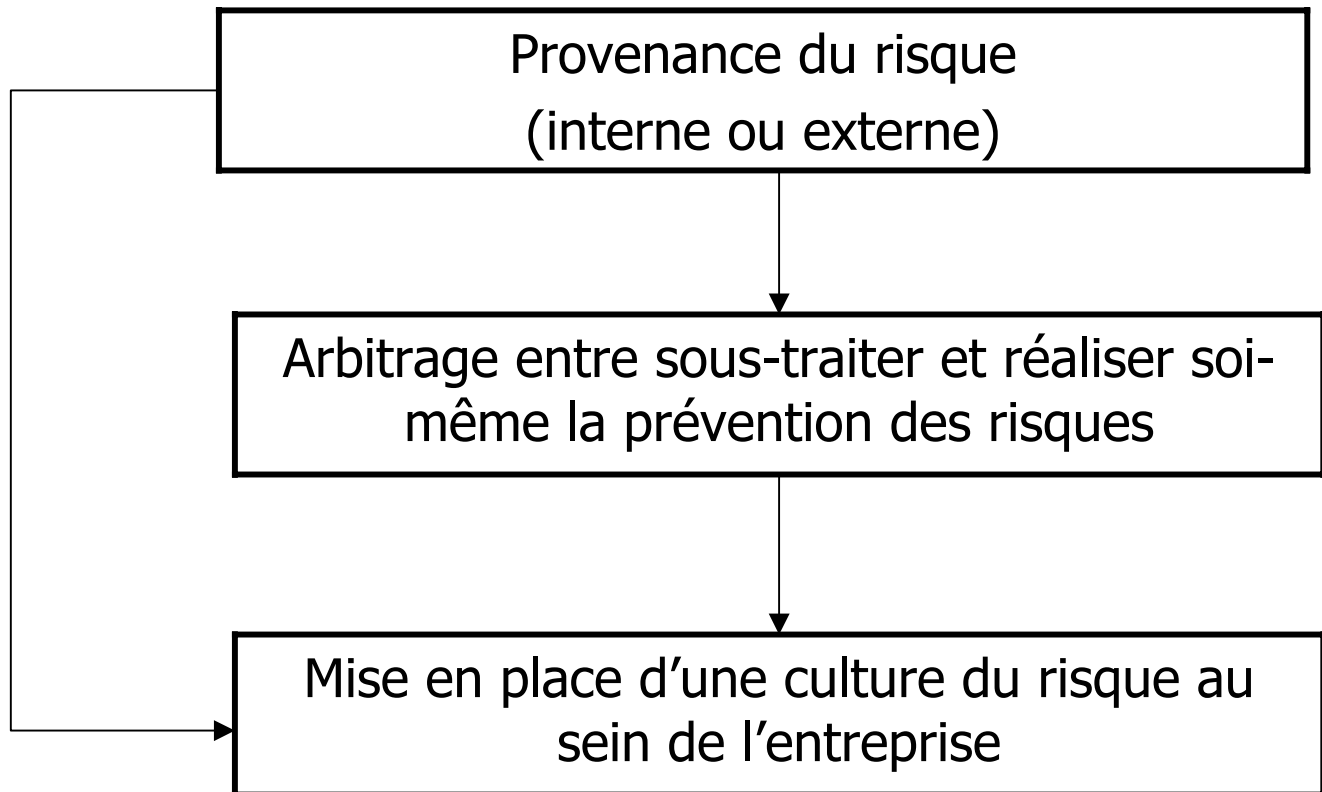 Provenance du risque
(interne ou externe)
Arbitrage entre sous-traiter et réaliser soi-
même la prévention des risques
Mise en place d’une culture du risque au
sein de l’entreprise